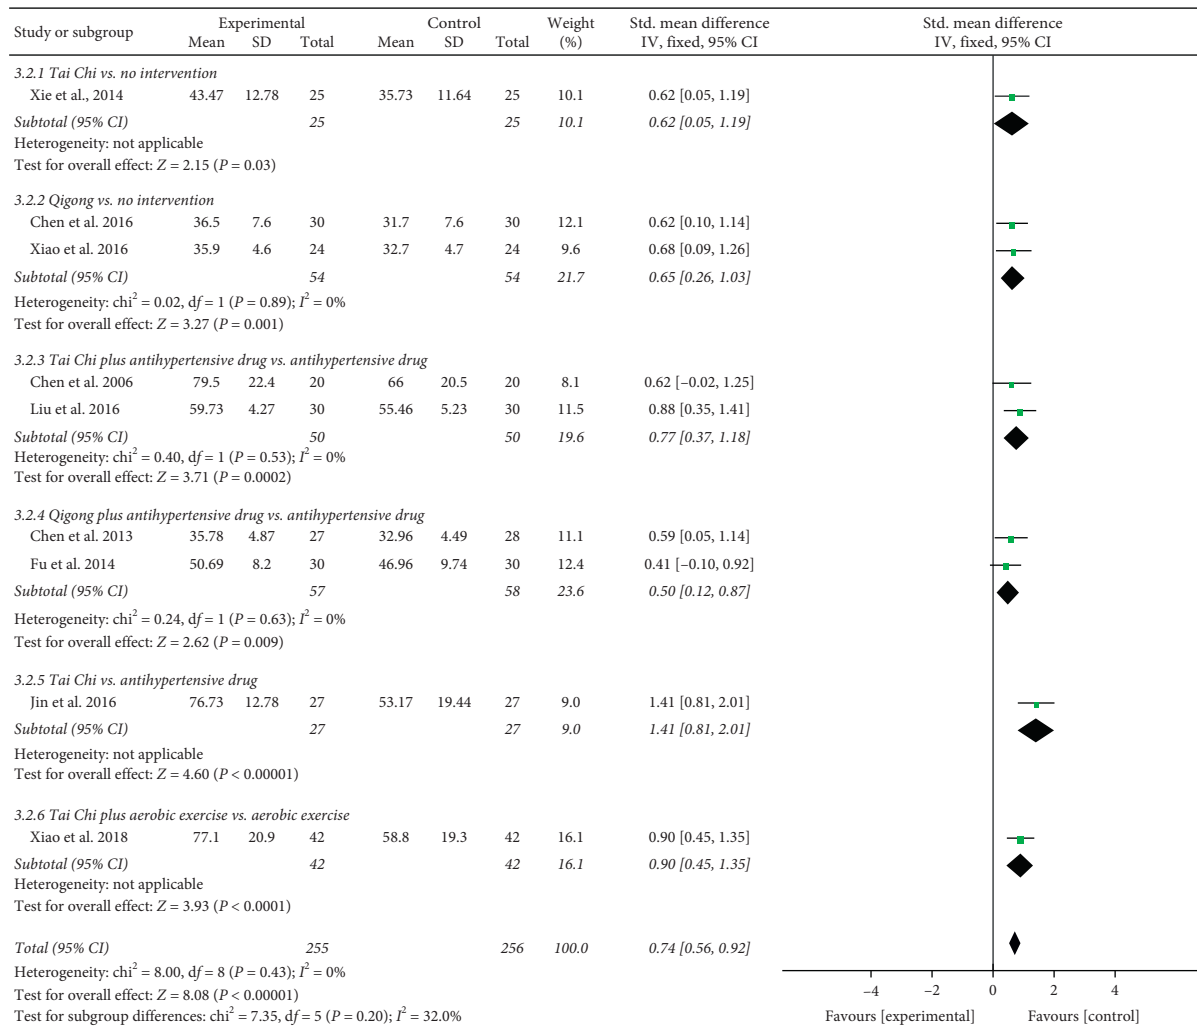 Study or subgroup Experimental Control Weight Std. mean difference Std. mean difference
Mean SD Total Mean SD Total (%) IV, fixed, 95% CI IV, fixed, 95% CI
3.2.1 Tai Chi vs. no intervention
Xie et al., 2014 43.47 12.78 25 35.73 11.64 25 10.1 0.62 [0.05, 1.19]
Subtotal (95% CI) 25 25 10.1 0.62 [0.05, 1.19]
Heterogeneity: not applicable
Test for overall effect: Z = 2.15 (P = 0.03)
3.2.2 Qigong vs. no intervention
Chen et al. 2016 36.5 7.6 30 31.7 7.6 30 12.1 0.62 [0.10, 1.14]
Xiao et al. 2016 35.9 4.6 24 32.7 4.7 24 9.6 0.68 [0.09, 1.26]
Subtotal (95% CI) 54 54 21.7 0.65 [0.26, 1.03]
Heterogeneity: chi² = 0.02, df = 1 (P = 0.89); I² = 0%
Test for overall effect: Z = 3.27 (P = 0.001)
3.2.3 Tai Chi plus antihypertensive drug vs. antihypertensive drug
Chen et al. 2006 79.5 22.4 20 66 20.5 20 8.1 0.62 [–0.02, 1.25]
Liu et al. 2016 59.73 4.27 30 55.46 5.23 30 11.5 0.88 [0.35, 1.41]
Subtotal (95% CI) 50 50 19.6 0.77 [0.37, 1.18]
Heterogeneity: chi² = 0.40, df = 1 (P = 0.53); I² = 0%
Test for overall effect: Z = 3.71 (P = 0.0002)
3.2.4 Qigong plus antihypertensive drug vs. antihypertensive drug
Chen et al. 2013 35.78 4.87 27 32.96 4.49 28 11.1 0.59 [0.05, 1.14]
Fu et al. 2014 50.69 8.2 30 46.96 9.74 30 12.4 0.41 [–0.10, 0.92]
Subtotal (95% CI) 57 58 23.6 0.50 [0.12, 0.87]
Heterogeneity: chi² = 0.24, df = 1 (P = 0.63); I² = 0%
Test for overall effect: Z = 2.62 (P = 0.009)
3.2.5 Tai Chi vs. antihypertensive drug
Jin et al. 2016 76.73 12.78 27 53.17 19.44 27 9.0 1.41 [0.81, 2.01]
Subtotal (95% CI) 27 27 9.0 1.41 [0.81, 2.01]
Heterogeneity: not applicable
Test for overall effect: Z = 4.60 (P < 0.00001)
3.2.6 Tai Chi plus aerobic exercise vs. aerobic exercise
Xiao et al. 2018 77.1 20.9 42 58.8 19.3 42 16.1 0.90 [0.45, 1.35]
Subtotal (95% CI) 42 42 16.1 0.90 [0.45, 1.35]
Heterogeneity: not applicable
Test for overall effect: Z = 3.93 (P < 0.0001)
Total (95% CI) 255 256 100.0 0.74 [0.56, 0.92]
Heterogeneity: chi² = 8.00, df = 8 (P = 0.43); I² = 0%
Test for overall effect: Z = 8.08 (P < 0.00001)
Test for subgroup differences: chi² = 7.35, df = 5 (P = 0.20); I² = 32.0%
–4 –2 0 2 4
Favours [experimental] Favours [control]